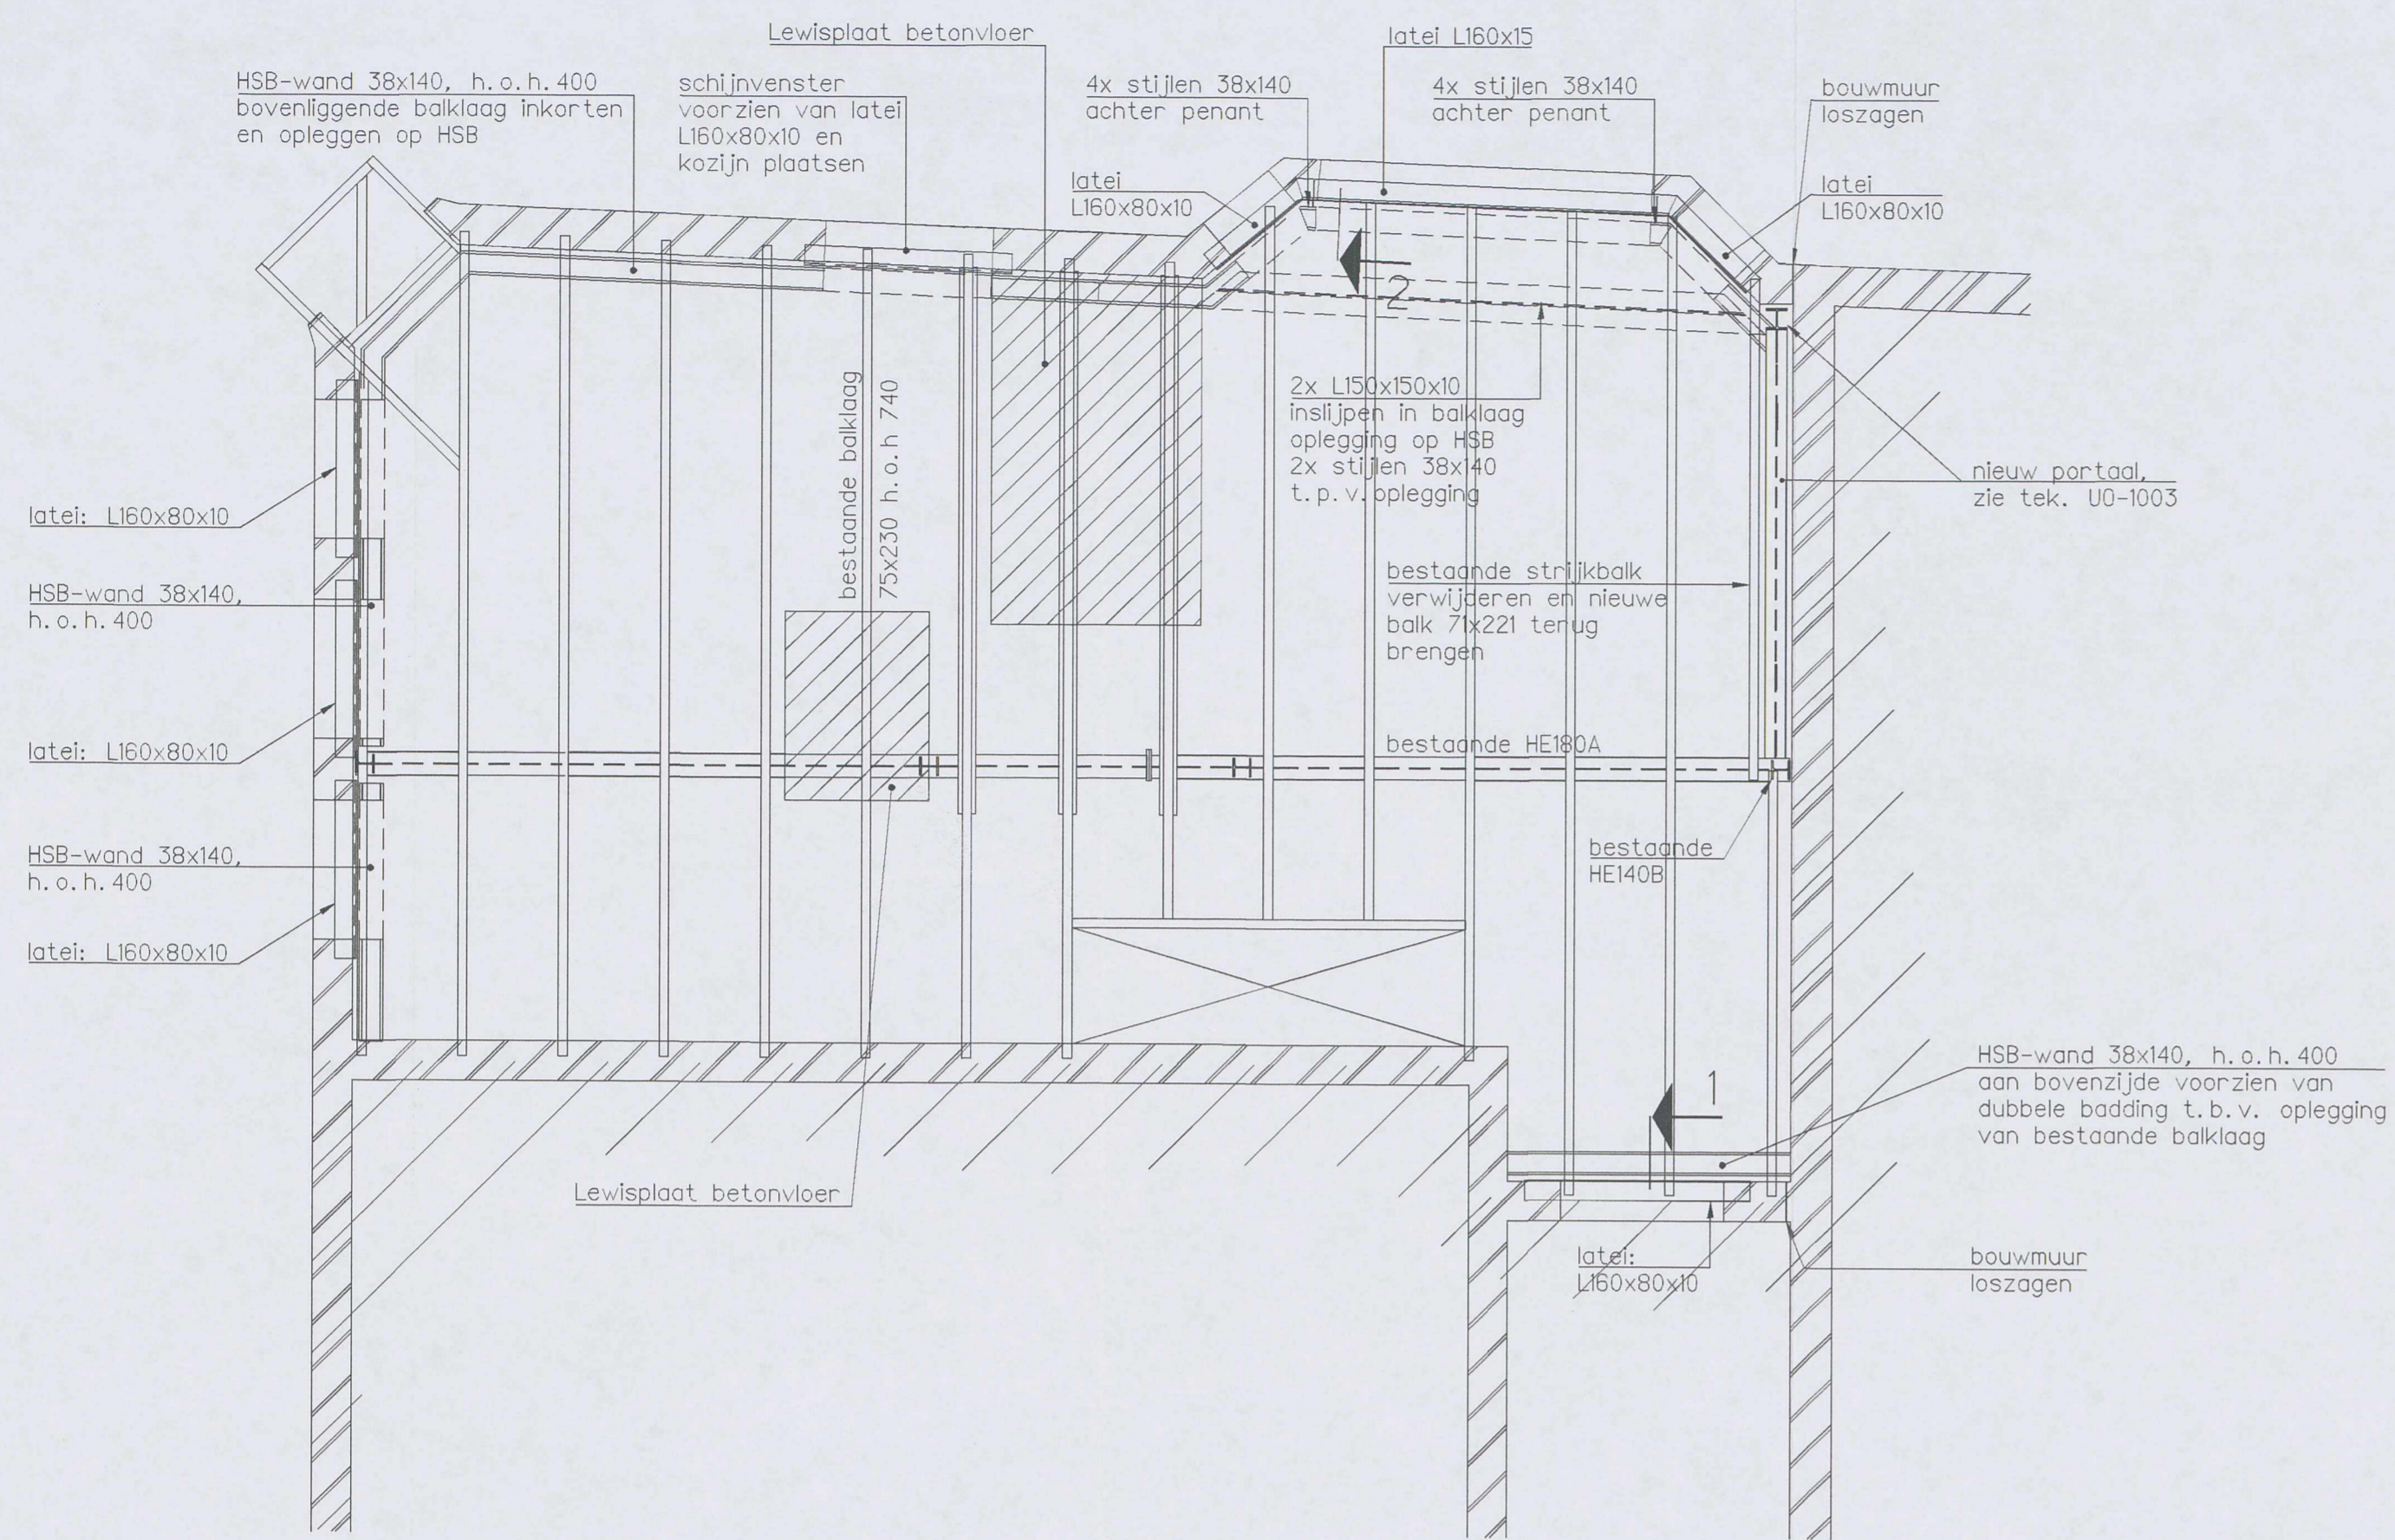 Lewisplaat betonvloer
latei L160x15
HSB-wand 38x140, h.o.h. 400
bovenliggende balklaag inkorten
en opleggen op HSB
schijnvenster
voorzien van latei
L160x80x10 en
kozijn plaatsen
4x stijlen 38x140
achter penant
4x stijlen 38x140
achter penant
bouwmuur
loszagen
latei
L160x80x10
latei
L160x80x10
2
bestaande balklaag
75x230 h.o.h 740
2x L150x150x10
inslijpen in balklaag
oplegging op HSB
2x stijlen 38x140
t.p.v. oplegging
nieuw portaal,
zie tek. UO-1003
latei: L160x80x10
HSB-wand 38x140,
h.o.h. 400
bestaande strijkbalk
verwijderen en nieuwe
balk 71x221 terug
brengen
latei: L160x80x10
bestaande HE180A
HSB-wand 38x140,
h.o.h. 400
bestaande
HE140B
latei: L160x80x10
HSB-wand 38x140, h.o.h. 400
aan bovenzijde voorzien van
dubbele badding t.b.v. oplegging
van bestaande balklaag
1
Lewisplaat betonvloer
latei:
L160x80x10
bouwmuur
loszagen